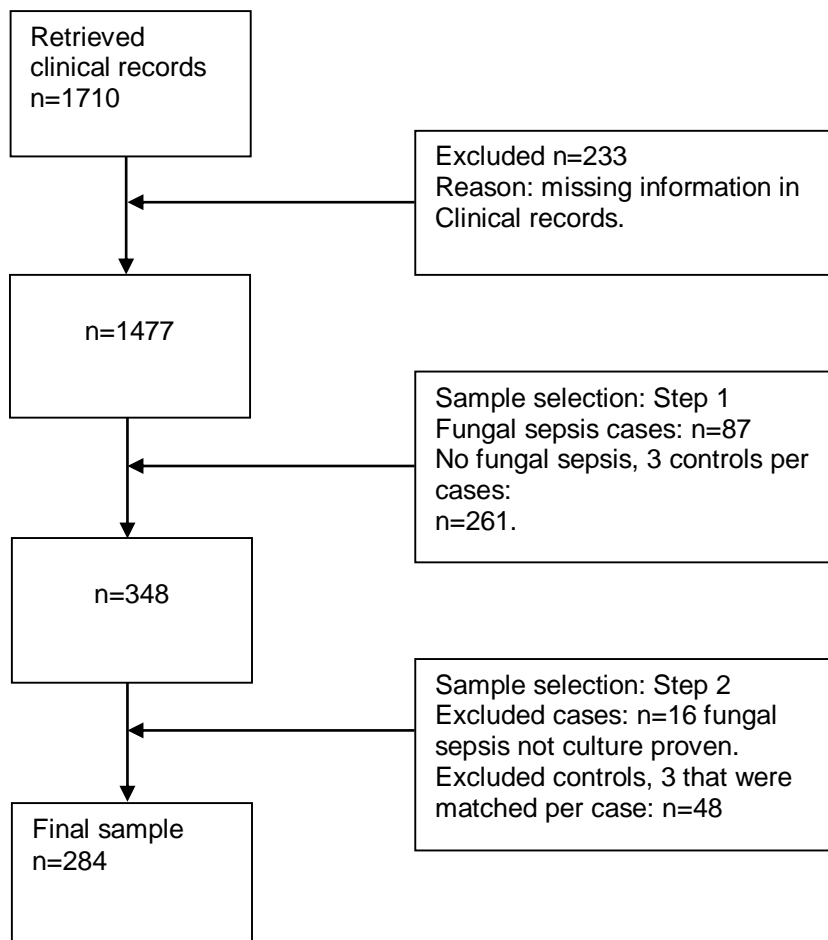 Retrieved
clinical records
n=1710
Excluded n=233
Reason: missing information in
Clinical records.
n=1477
Sample selection: Step 1
Fungal sepsis cases: n=87
No fungal sepsis, 3 controls per
cases:
n=261.
n=348
Sample selection: Step 2
Excluded cases: n=16 fungal
sepsis not culture proven.
Excluded controls, 3 that were
matched per case: n=48
Final sample
n=284